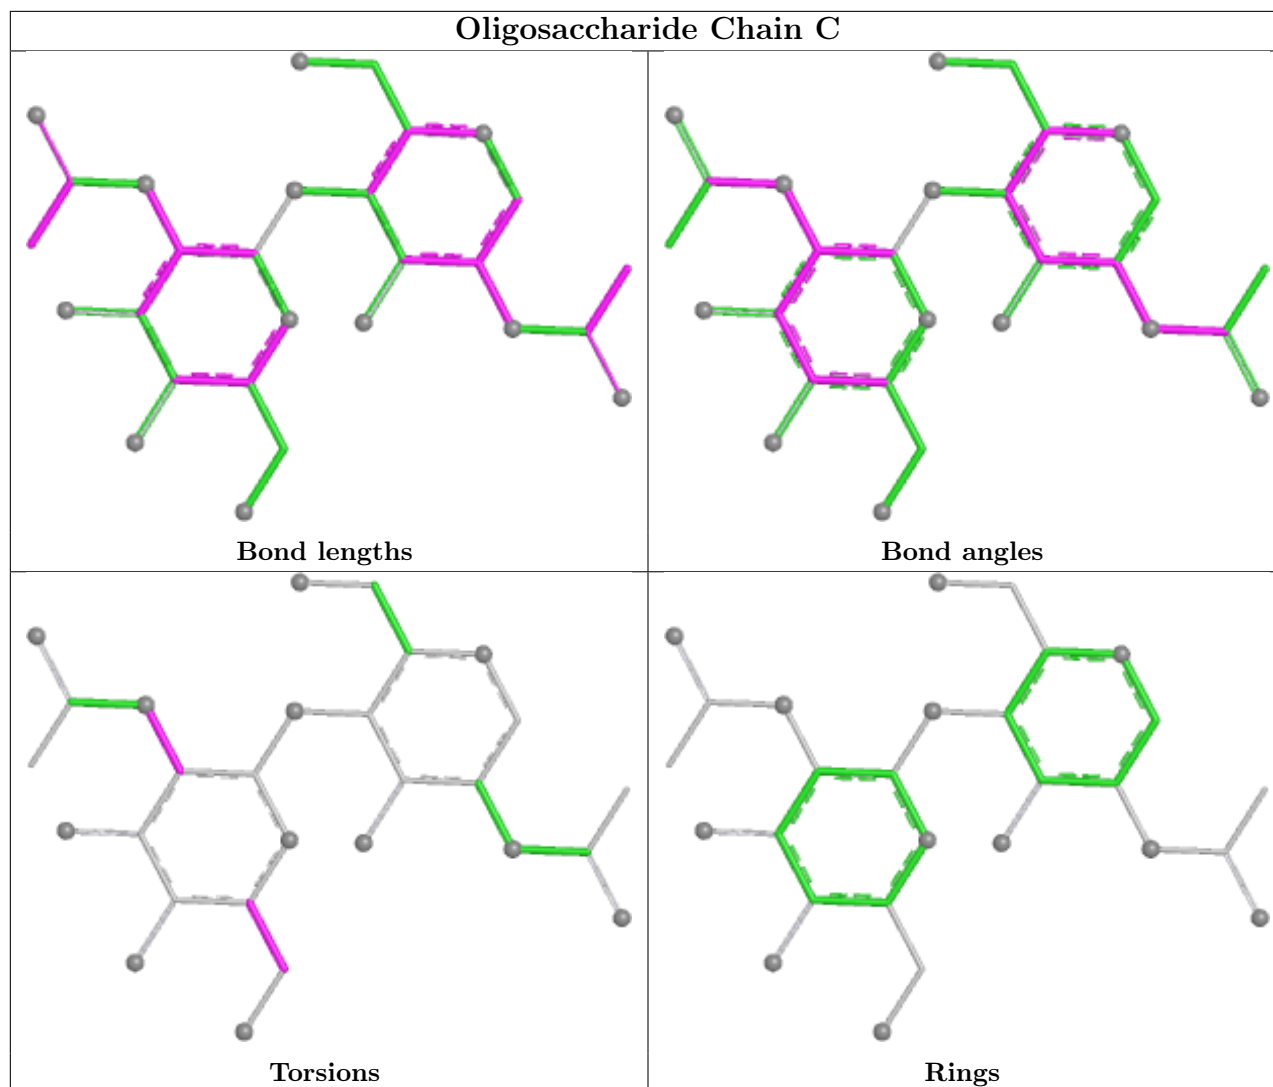 Oligosaccharide Chain C
Bond lengths
Bond angles
Torsions
Rings